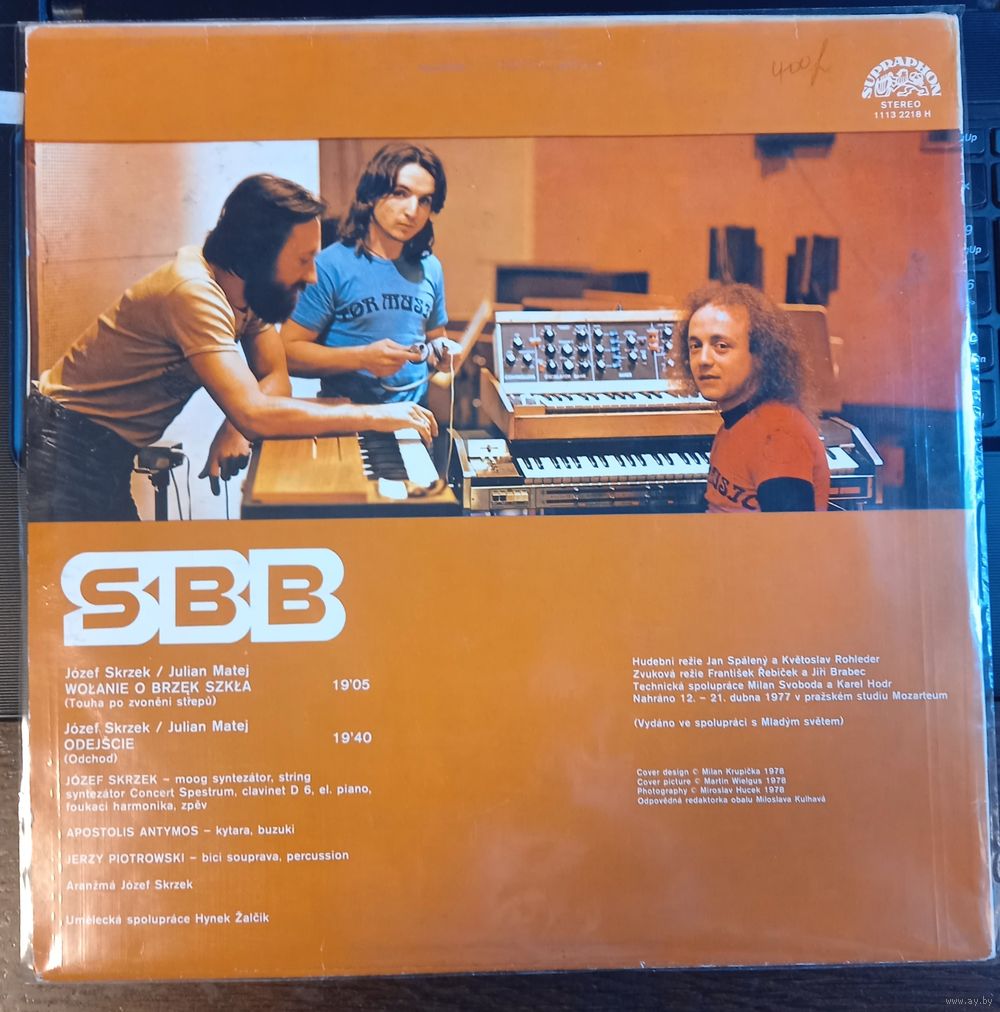 400,-
SUPRAPHON
STEREO
1113 2218 H
SBB
Józef Skrzek / Julian Matej
WOŁANIE O BRZĘK SZKŁA 19'05
(Touha po zvonění střepů)
Józef Skrzek / Julian Matej
ODEJŚCIE 19'40
(Odchod)
JÓZEF SKRZEK – moog syntezátor, string
syntezátor Concert Spestrum, clavinet D 6, el. piano,
foukací harmonika, zpěv
APOSTOLIS ANTYMOS – kytara, buzuki
JERZY PIOTROWSKI – bicí souprava, percussion
Aranžmá Józef Skrzek
Umělecká spolupráce Hynek Žalčík
Hudební režie Jan Spálený a Květoslav Rohleder
Zvuková režie František Řebíček a Jiří Brabec
Technická spolupráce Milan Svoboda a Karel Hodr
Nahráno 12. – 21. dubna 1977 v pražském studiu Mozarteum
(Vydáno ve spolupráci s Mladým světem)
Cover design © Milan Krupička 1978
Cover picture © Martin Wielgus 1978
Photography © Miroslav Hucek 1978
Odpovědná redaktorka obalu Miloslava Kulhavá
www.ay.by